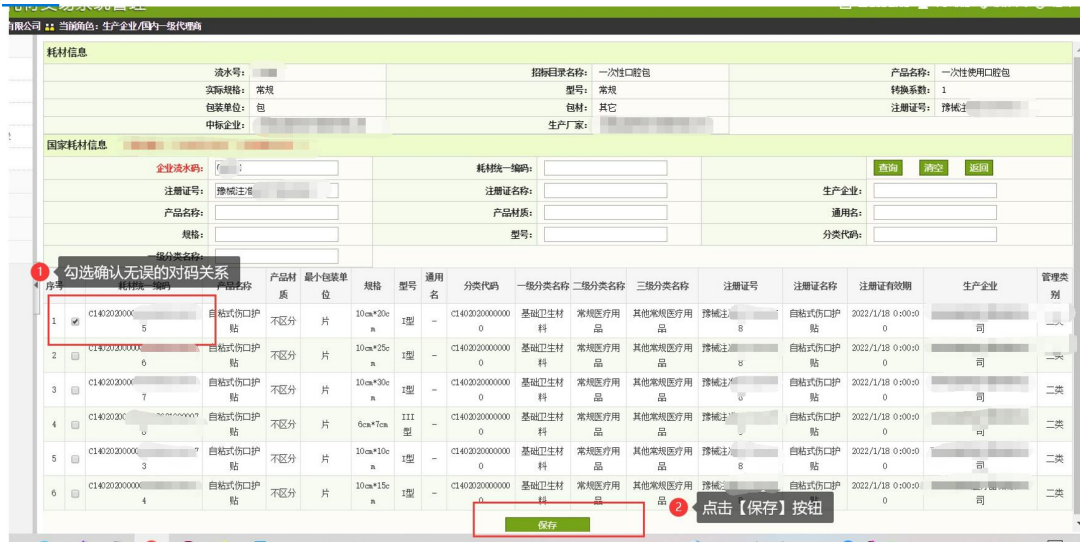 有限公司 当前角色：生产企业/国内一级代理商
耗材信息
流水号： 招标目录名称： 一次性口腔包 产品名称： 一次性使用口腔包
实际规格： 常规 型号： 常规 转换系数： 1
包装单位： 包 包材： 其它 注册证号： 豫械注
中标企业： 生产厂家：
国家耗材信息
企业流水码： 耗材统一编码： 查询 清空 返回
注册证号： 豫械注准 注册证名称： 生产企业：
产品名称： 产品材质： 通用名：
规格： 型号： 分类代码：
一级分类名称：
1 勾选确认无误的对码关系
序号 耗材统一编码 产品名称 产品材质 最小包装单位 规格 型号 通用名 分类代码 一级分类名称 二级分类名称 三级分类名称 注册证号 注册证名称 注册证有效期 生产企业 管理类别
1 C1402020000 5 自粘式伤口护贴 不区分 片 10cm*20cm I型 - C14020200000000 基础卫生材料 常规医疗用品 其他常规医疗用品 豫械注 8 自粘式伤口护贴 2022/1/18 0:00:00 司 二类
2 C14020200000 6 自粘式伤口护贴 不区分 片 10cm*25cm I型 - C14020200000000 基础卫生材料 常规医疗用品 其他常规医疗用品 豫械注 8 自粘式伤口护贴 2022/1/18 0:00:00 司 二类
3 C1402020000 7 自粘式伤口护贴 不区分 片 10cm*30cm I型 - C14020200000000 基础卫生材料 常规医疗用品 其他常规医疗用品 豫械注 8 自粘式伤口护贴 2022/1/18 0:00:00 司 二类
4 C1402020 自粘式伤口护贴 不区分 片 6cm*7cm III型 - C14020200000000 基础卫生材料 常规医疗用品 其他常规医疗用品 豫械注 自粘式伤口护贴 2022/1/18 0:00:00 司 二类
5 C1402020000 7 3 自粘式伤口护贴 不区分 片 10cm*10cm I型 - C14020200000000 基础卫生材料 常规医疗用品 其他常规医疗用品 豫械注 8 自粘式伤口护贴 2022/1/18 0:00:00 司 二类
6 C14020200000 4 自粘式伤口护贴 不区分 片 10cm*15cm I型 - C14020200000000 基础卫生材料 常规医疗用品 其他常规医疗用品 豫械注 自粘式伤口护贴 2022/1/18 0:00:00 司 二类
2 点击【保存】按钮
保存